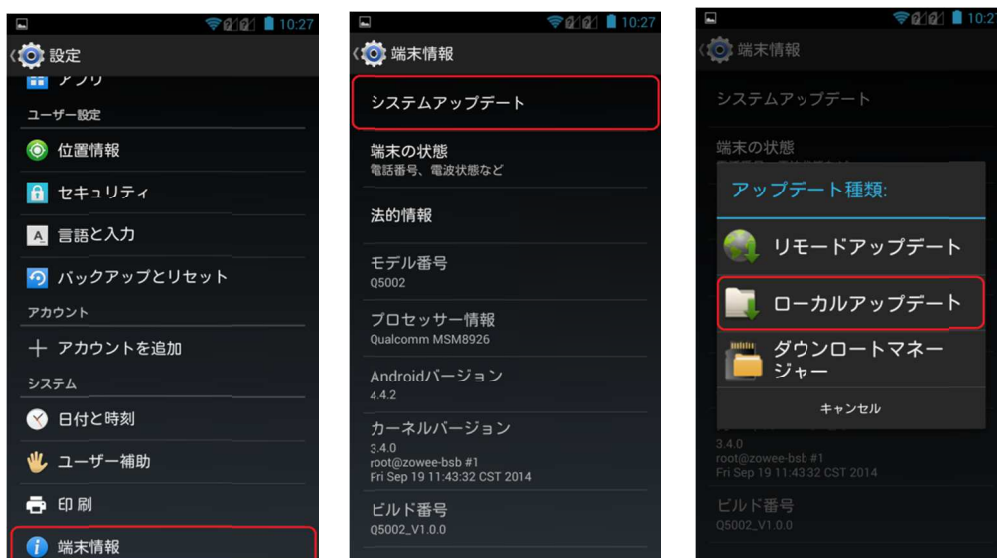 10:27
設定
アプリ
ユーザー設定
位置情報
セキュリティ
言語と入力
バックアップとリセット
アカウント
アカウントを追加
システム
日付と時刻
ユーザー補助
印刷
端末情報
10:27
端末情報
システムアップデート
端末の状態
電話番号、電波状態など
法的情報
モデル番号
Q5002
プロセッサー情報
Qualcomm MSM8926
Androidバージョン
4.4.2
カーネルバージョン
3.4.0
root@zowee-bsb #1
Fri Sep 19 11:43:32 CST 2014
ビルド番号
Q5002_V1.0.0
10:27
端末情報
システムアップデート
端末の状態
アップデート種類:
リモードアップデート
ローカルアップデート
ダウンロートマネー
ジャー
キャンセル
3.4.0
root@zowee-bsb #1
Fri Sep 19 11:43:32 CST 2014
ビルド番号
Q5002_V1.0.0